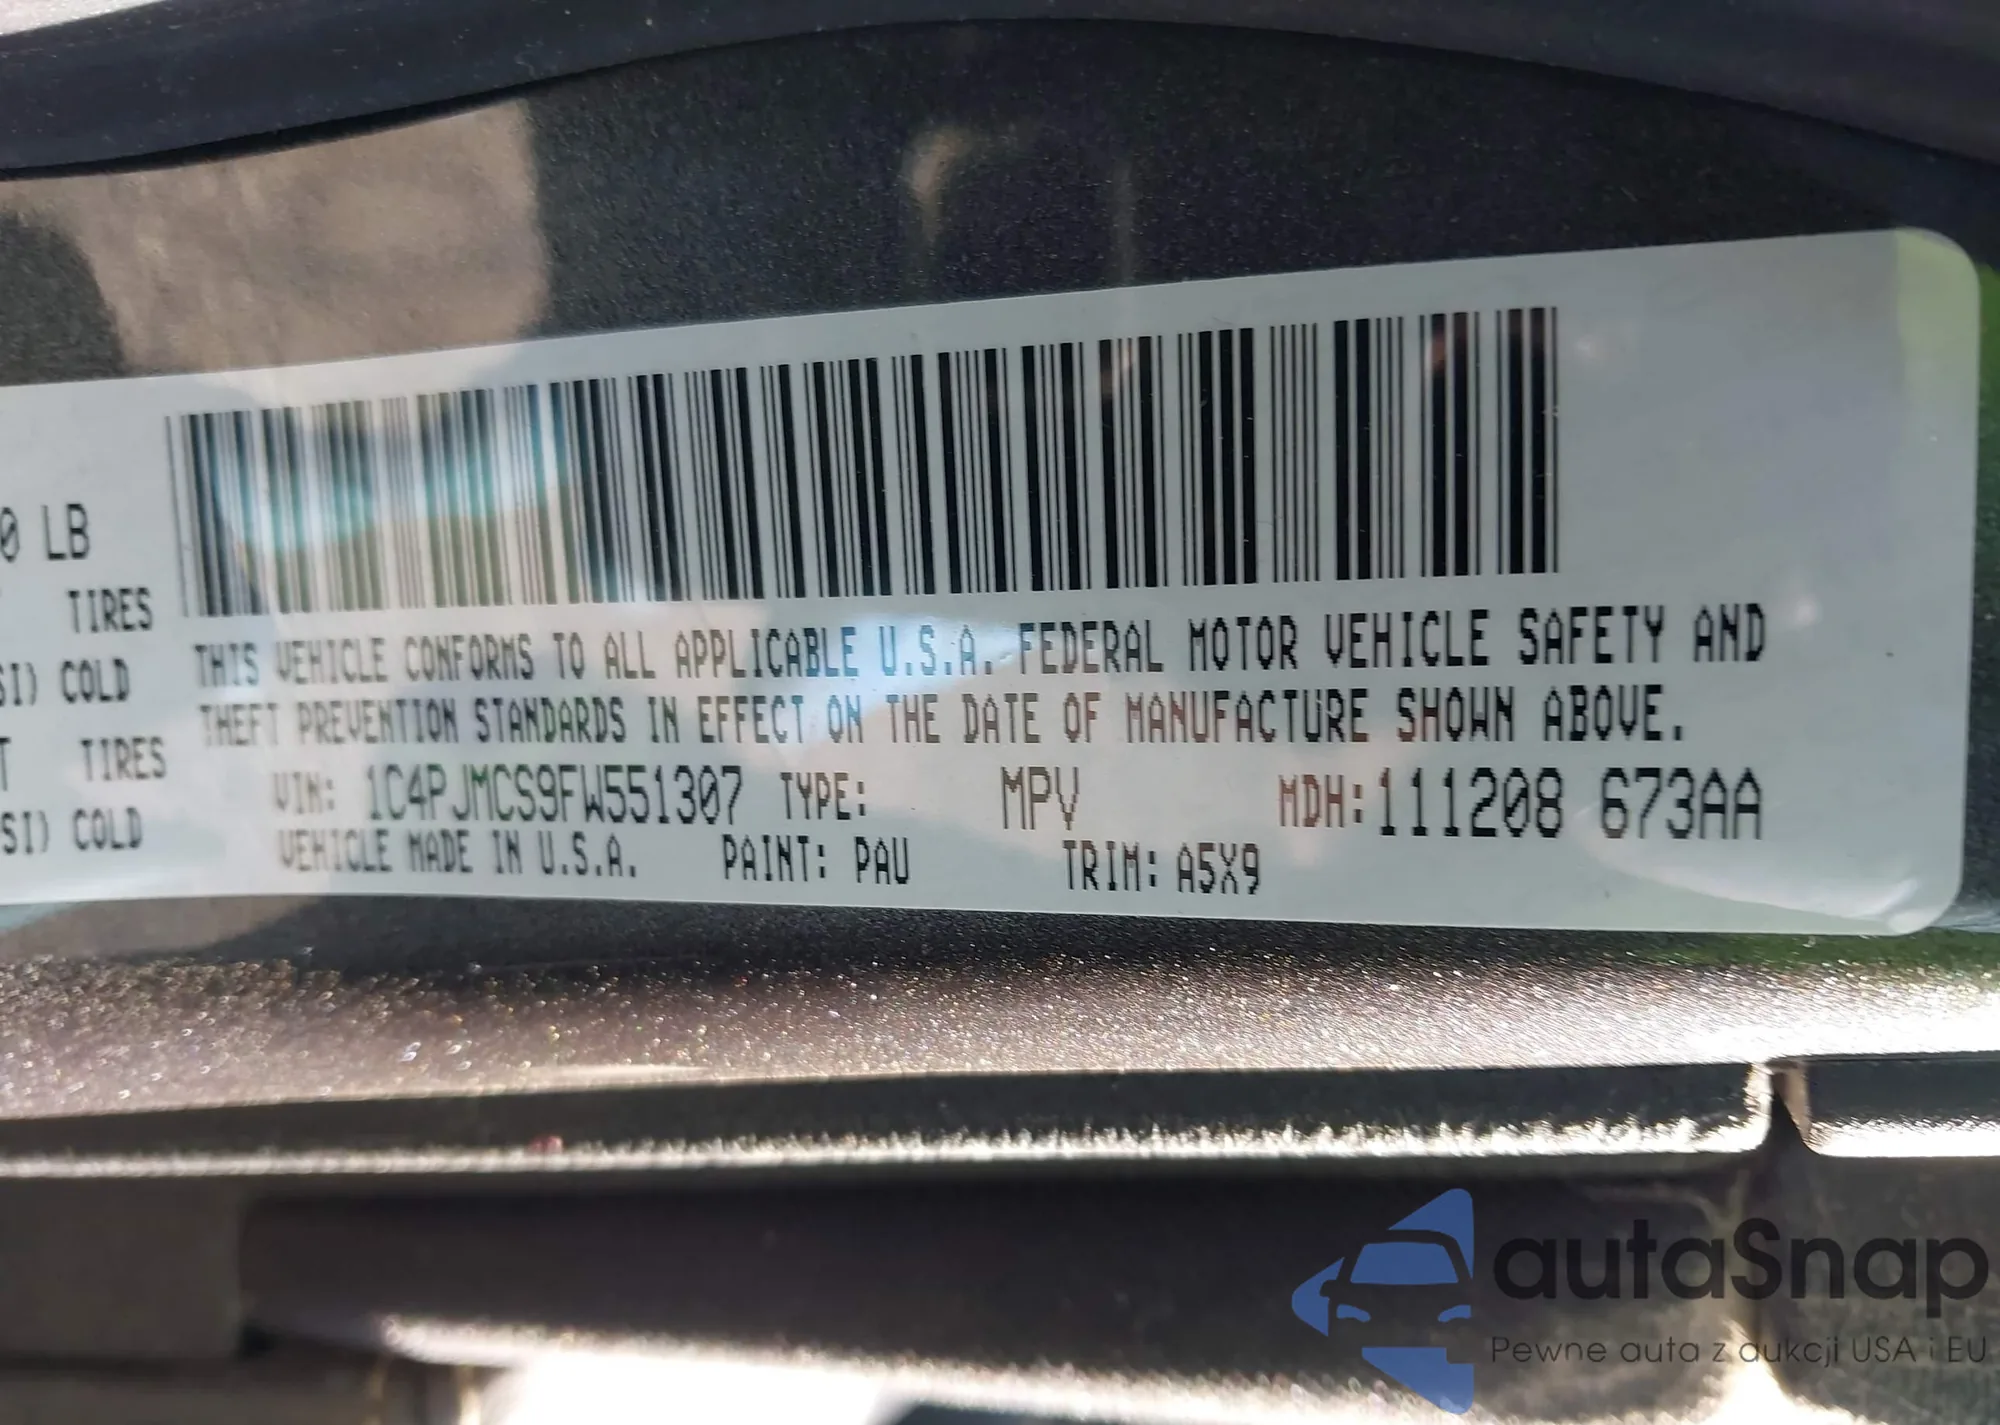 0 LB
TIRES
SI) COLD
T TIRES
SI) COLD
THIS VEHICLE CONFORMS TO ALL APPLICABLE U.S.A. FEDERAL MOTOR VEHICLE SAFETY AND
THEFT PREVENTION STANDARDS IN EFFECT ON THE DATE OF MANUFACTURE SHOWN ABOVE.
VIN: 1C4PJMCS9FW551307 TYPE: MPV MDH:111208 673AA
VEHICLE MADE IN U.S.A. PAINT: PAU TRIM: A5X9
autaSnap
Pewne auta z aukcji USA i EU